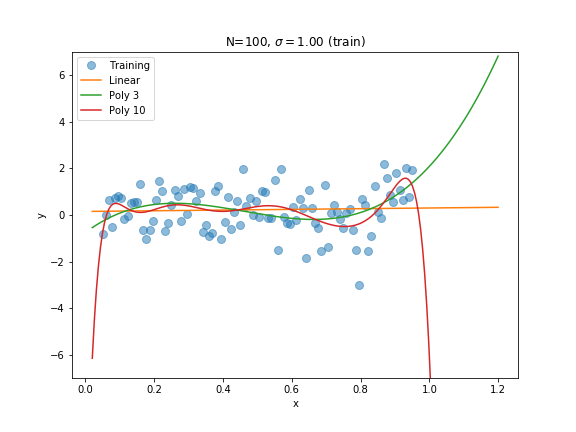 N=100, σ = 1.00 (train)
Training
Linear
Poly 3
Poly 10
y
6
4
2
0
−2
−4
−6
0.0 0.2 0.4 0.6 0.8 1.0 1.2
x